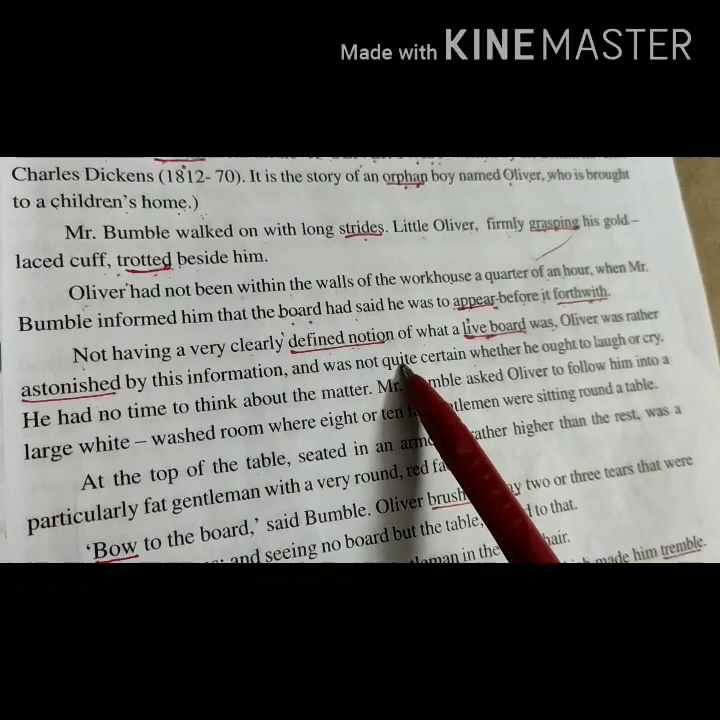 Made with KINEMASTER
Charles Dickens (1812- 70). It is the story of an orphan boy named Oliver, who is brought
to a children's home.)
Mr. Bumble walked on with long strides. Little Oliver, firmly grasping his gold –
laced cuff, trotted beside him.
Oliver had not been within the walls of the workhouse a quarter of an hour, when Mr.
Bumble informed him that the board had said he was to appear before it forthwith.
Not having a very clearly defined notion of what a live board was, Oliver was rather
astonished by this information, and was not quite certain whether he ought to laugh or cry.
He had no time to think about the matter. Mr. mble asked Oliver to follow him into a
large white – washed room where eight or ten f tlemen were sitting round a table.
At the top of the table, seated in an arm rather higher than the rest, was a
particularly fat gentleman with a very round, red fa
'Bow to the board,' said Bumble. Oliver brush y two or three tears that were
and seeing no board but the table, d to that.
leman in the hair.
made him tremble.